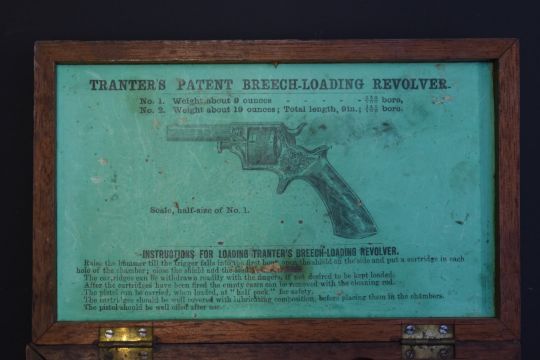 TRANTER'S PATENT BREECH-LOADING REVOLVER.
No. 1. Weight about 9 ounces - - - - - bore,
No. 2. Weight about 19 ounces; Total length, 9in.; bore.
Scale, half-size of No. 1.
INSTRUCTIONS FOR LOADING TRANTER'S BREECH-LOADING REVOLVER.
Raise the hammer till the trigger falls into the first bent, open the shield on the side and put a cartridge in each
hole of the chamber; close the shield and the
The cartridges can be withdrawn readily with the fingers, if not desired to be kept loaded.
After the cartridges have been fired the empty cases can be removed with the cleaning rod.
The pistol can be carried, when loaded, at "half cock" for safety.
The cartridges should be well covered with lubricating composition, before placing them in the chambers.
The pistol should be well oiled after use.